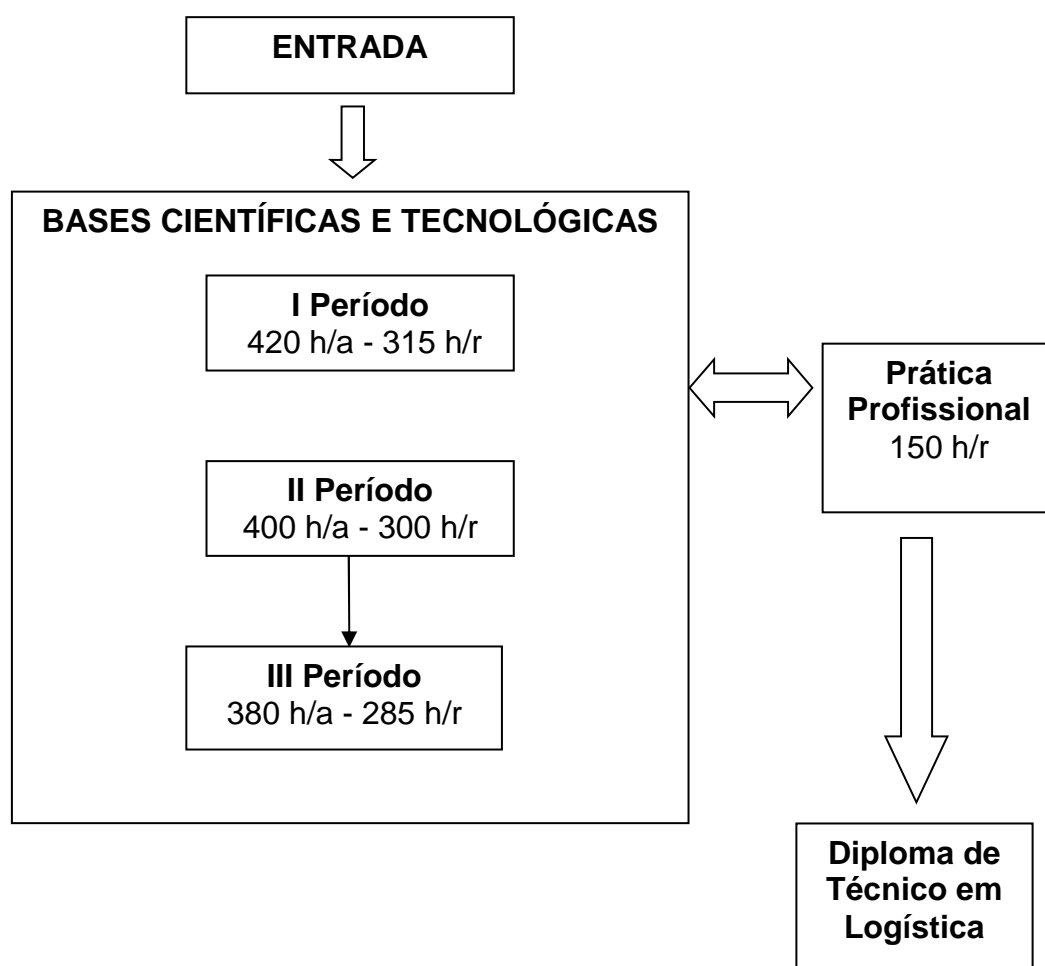 ENTRADA
BASES CIENTÍFICAS E TECNOLÓGICAS
I Período
420 h/a - 315 h/r
II Período
400 h/a - 300 h/r
III Período
380 h/a - 285 h/r
Prática
Profissional
150 h/r
Diploma de
Técnico em
Logística